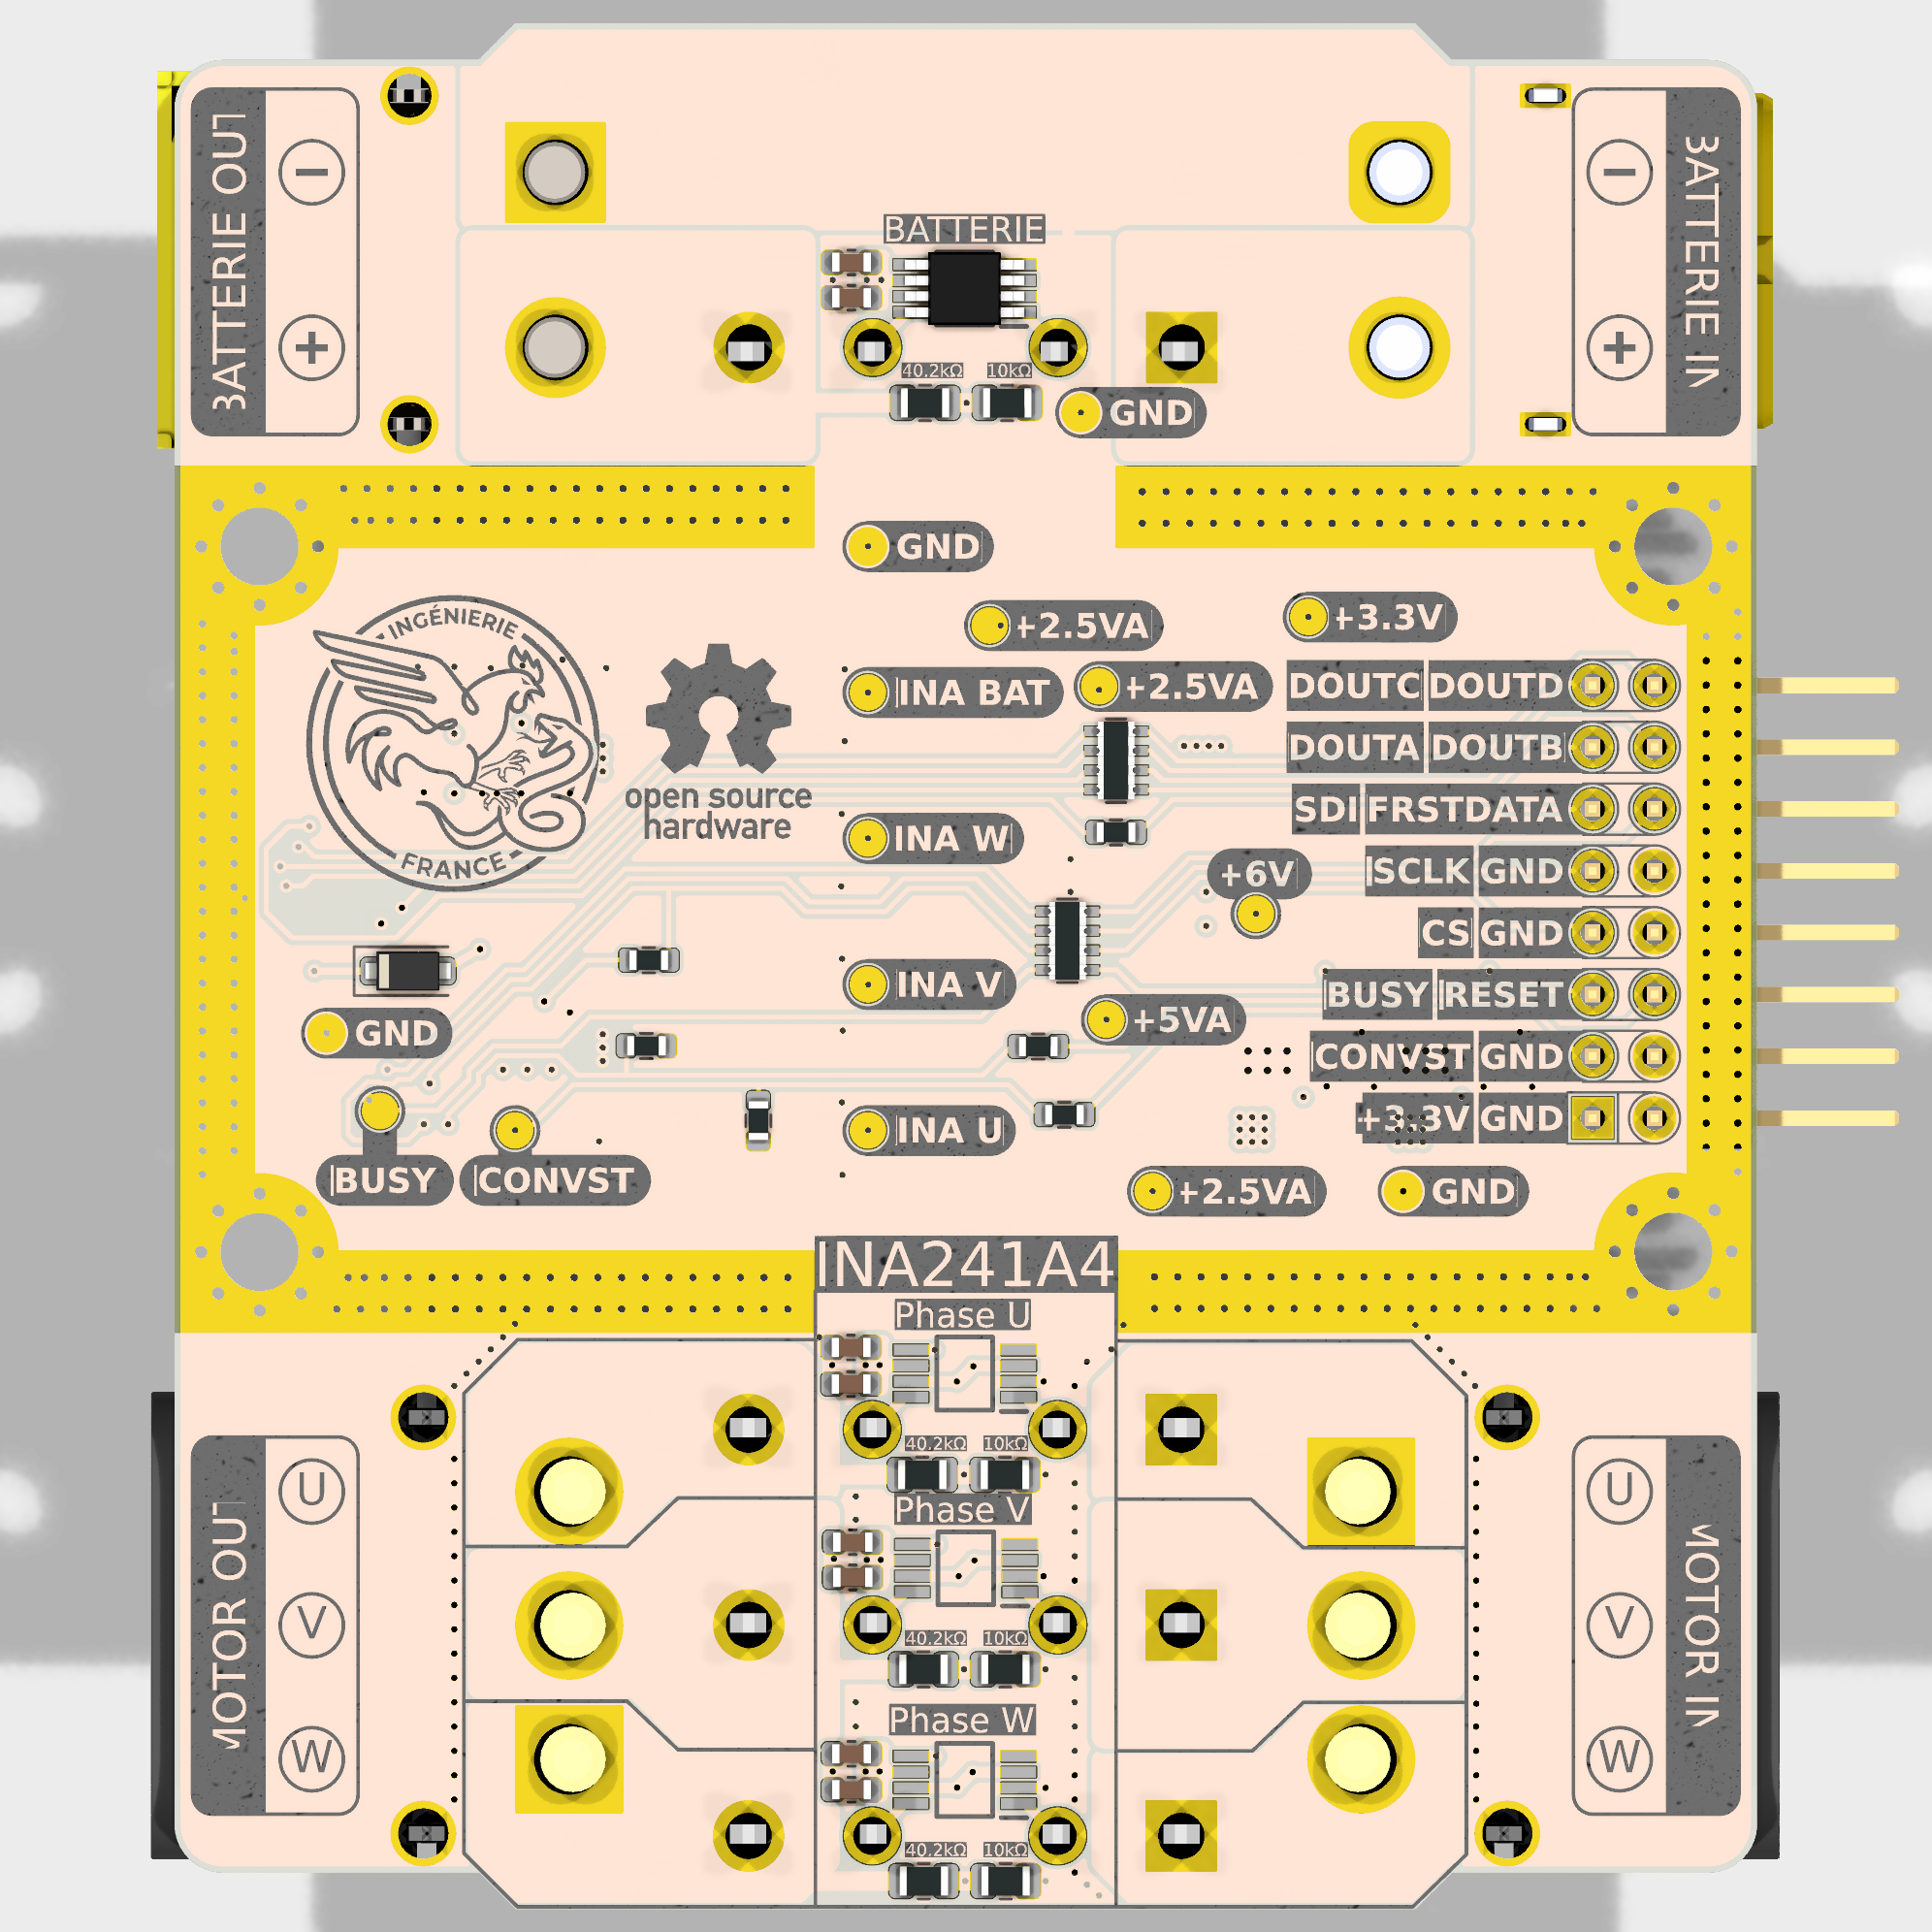 BATTERIE OUT
BATTERIE IN
BATTERIE
40,2kΩ 10kΩ
GND
GND
+2.5VA
+3.3V
INGÉNIERIE
FRANCE
open source
hardware
INA BAT
+2.5VA
DOUTC DOUTD
DOUTA DOUTB
SDI FRSTDATA
INA W
+6V
SCLK GND
CS GND
INA V
BUSY RESET
+5VA
GND
CONVST GND
INA U
+3.3V GND
BUSY
CONVST
+2.5VA
GND
INA241A4
Phase U
40,2kΩ 10kΩ
Phase V
40,2kΩ 10kΩ
Phase W
40,2kΩ 10kΩ
MOTOR OUT
U
V
W
MOTOR IN
U
V
W